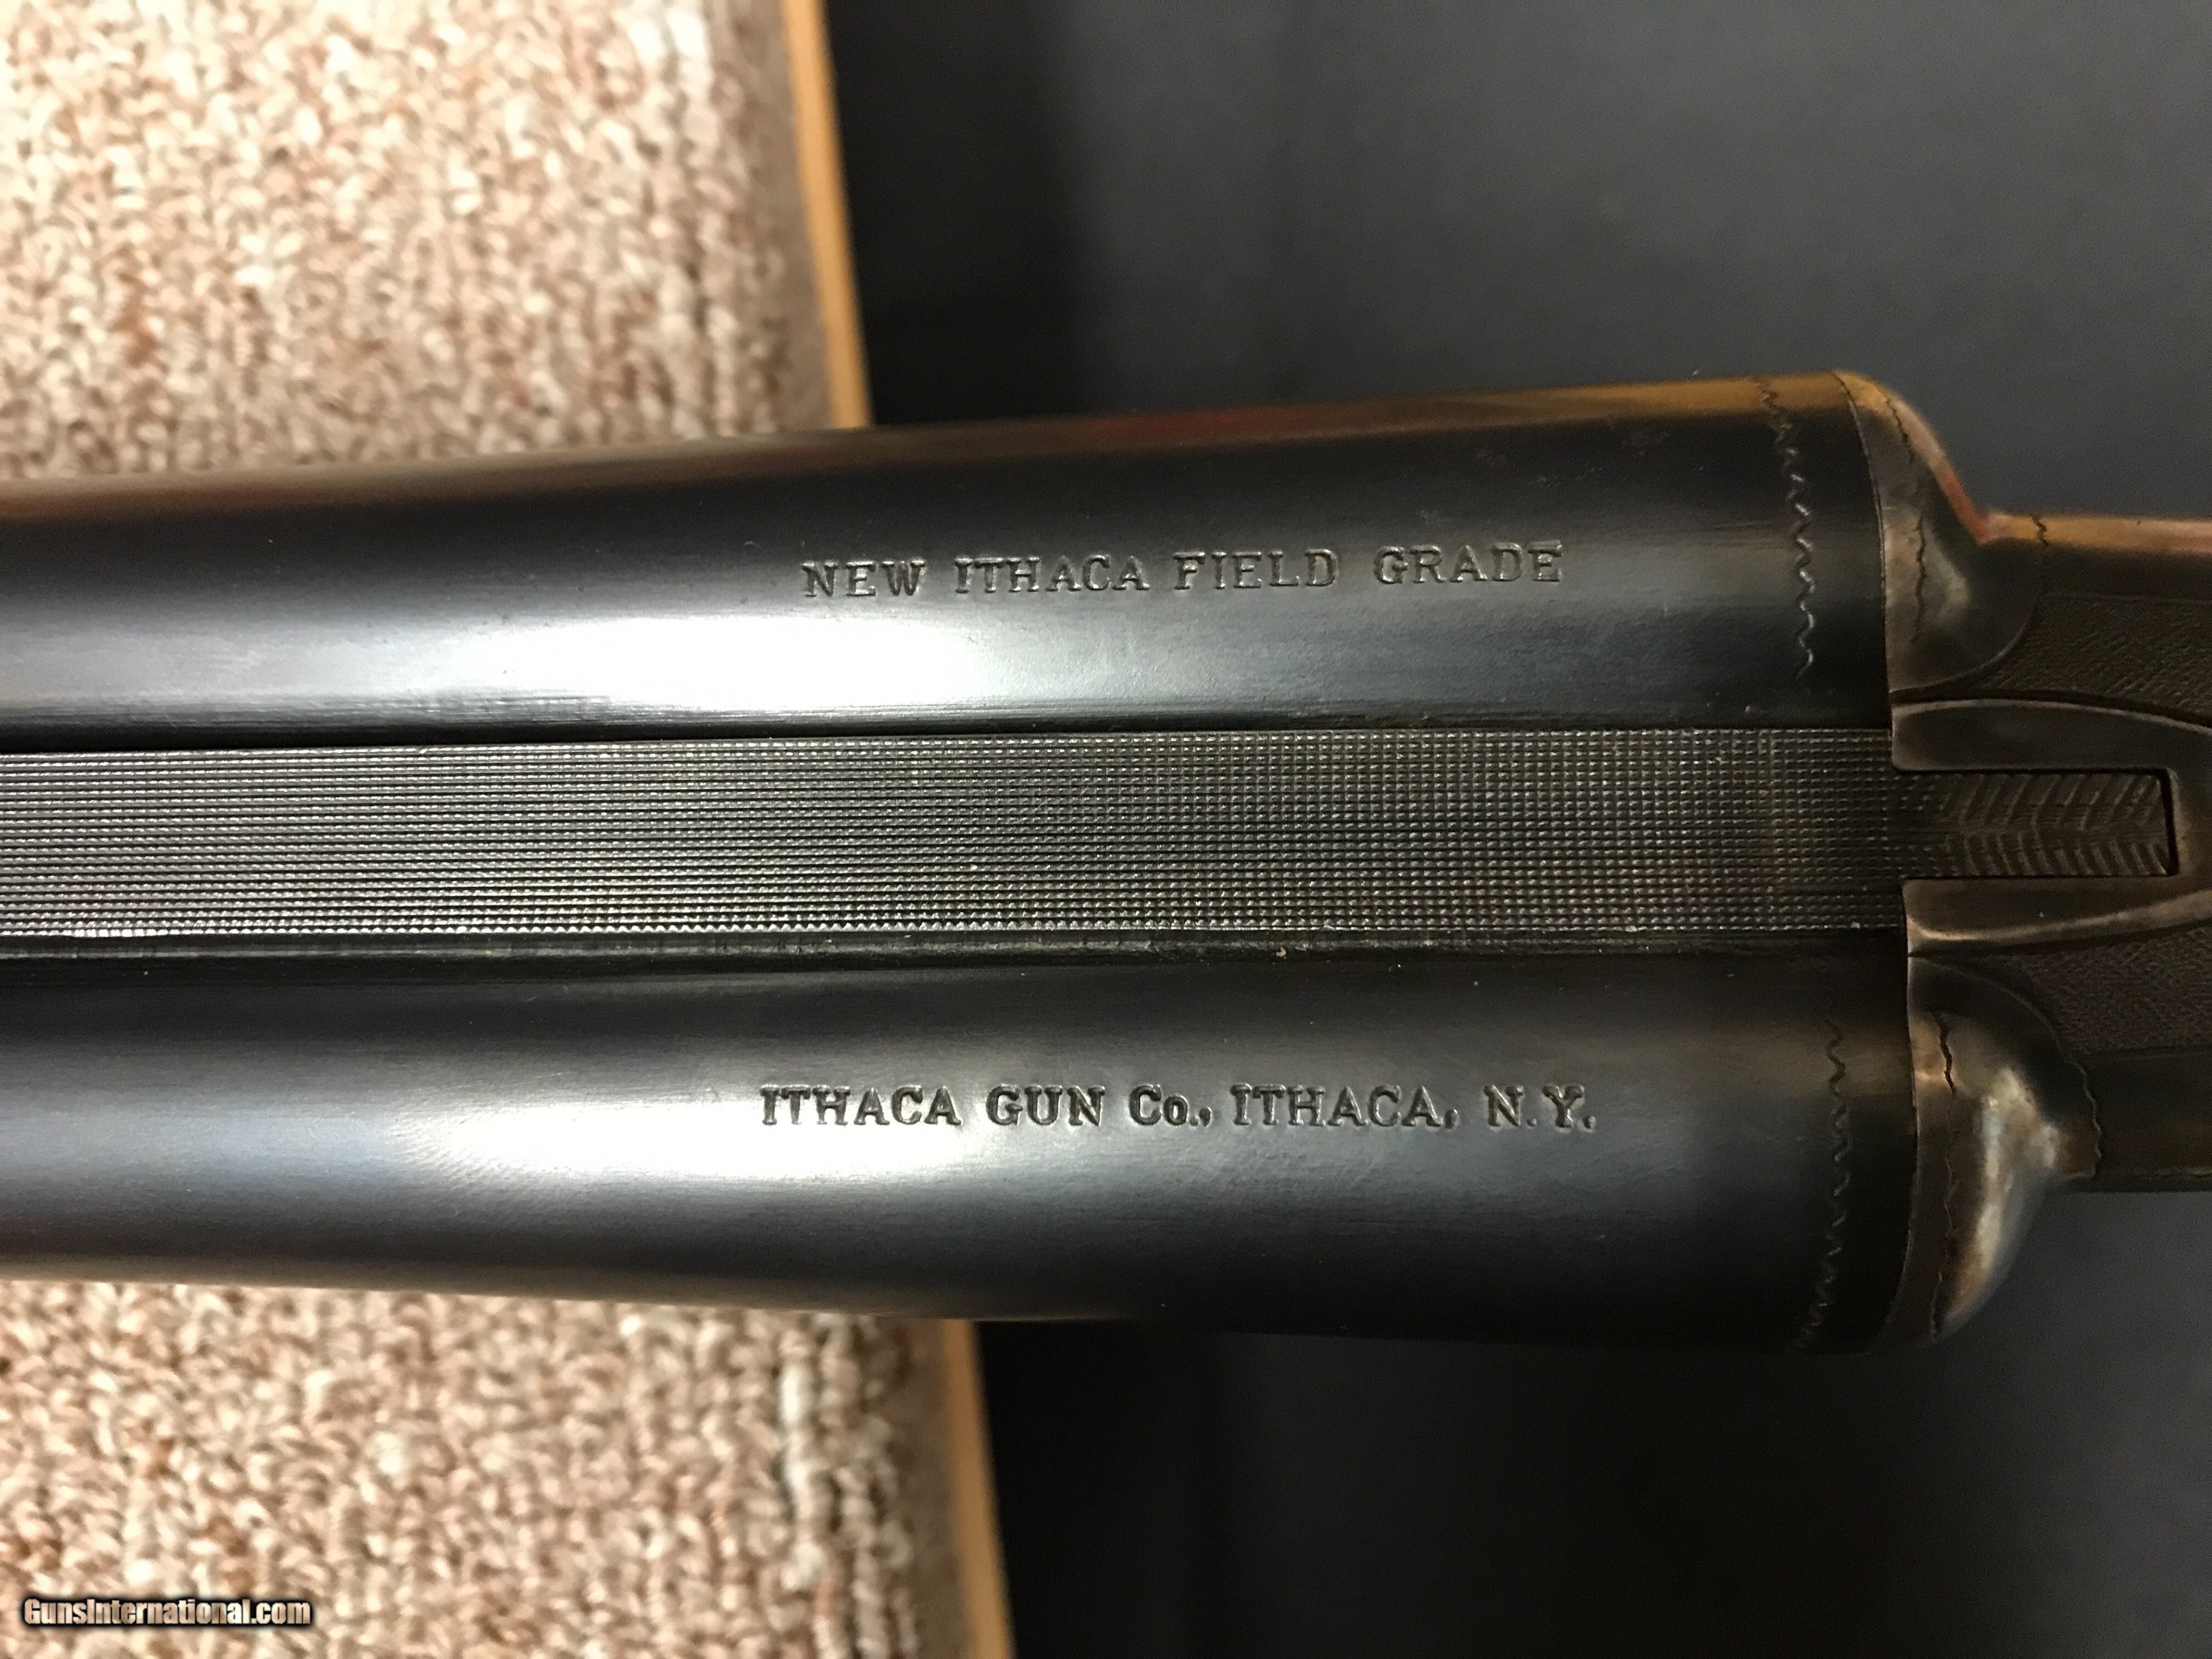 NEW ITHACA FIELD GRADE
ITHACA GUN Co., ITHACA, N.Y.
GunsInternational.com